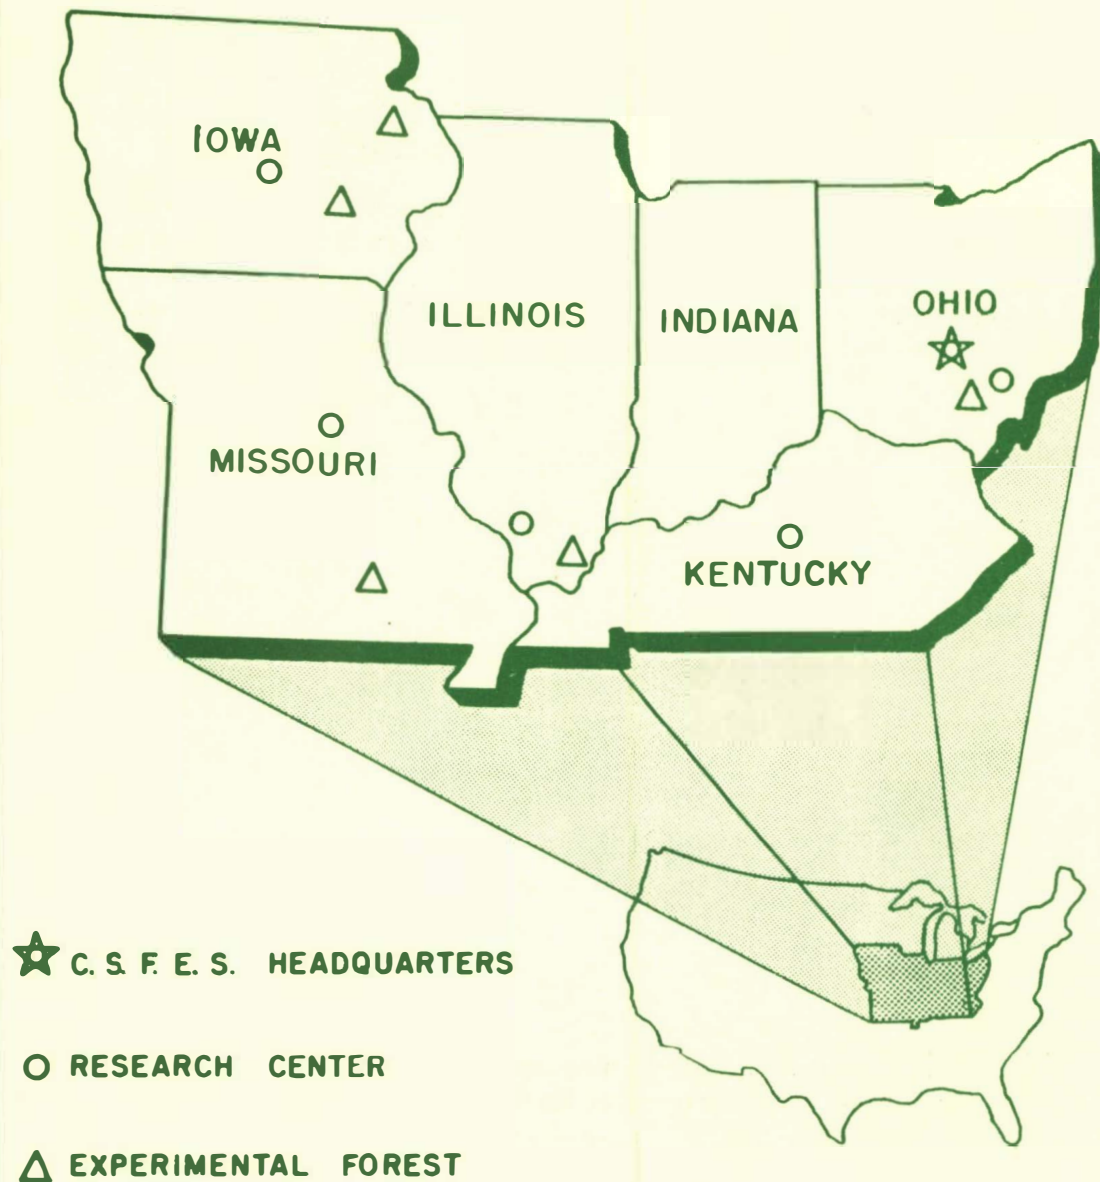 IOWA
ILLINOIS
INDIANA
OHIO
MISSOURI
KENTUCKY
C. S. F. E. S. HEADQUARTERS
RESEARCH CENTER
EXPERIMENTAL FOREST